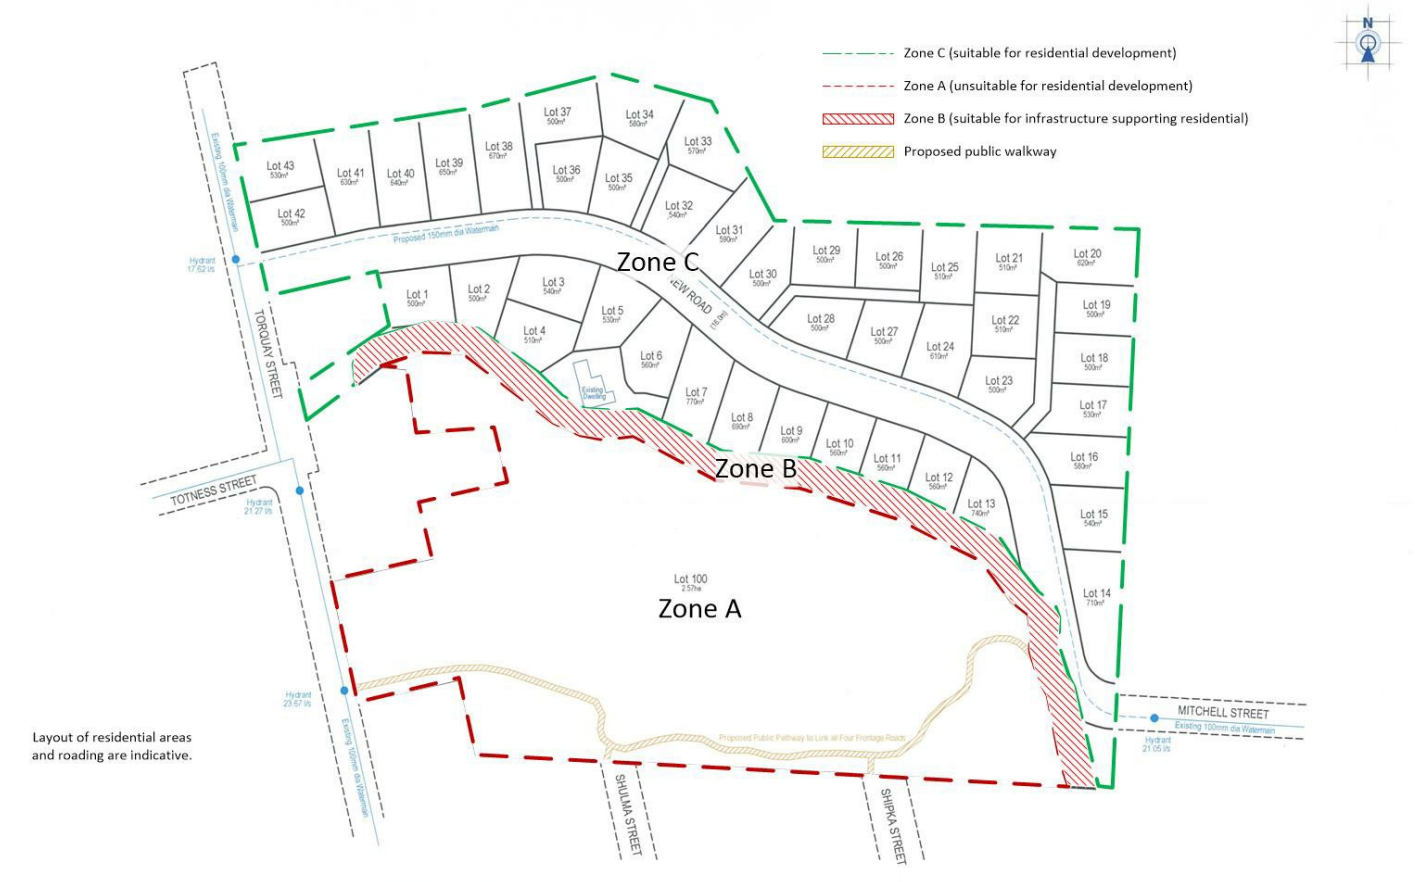 N
Zone C (suitable for residential development)
Zone A (unsuitable for residential development)
Zone B (suitable for infrastructure supporting residential)
Proposed public walkway
Existing 100mm dia Watermain
Lot 43
530m²
Lot 42
500m²
Lot 41
630m²
Lot 40
640m²
Lot 39
650m²
Lot 38
670m²
Lot 37
500m²
Lot 36
500m²
Lot 35
500m²
Lot 34
580m²
Lot 33
570m²
Lot 32
540m²
Lot 31
590m²
Lot 30
500m²
Lot 29
500m²
Lot 26
500m²
Lot 25
510m²
Lot 21
510m²
Lot 20
620m²
Lot 19
500m²
Lot 22
510m²
Lot 28
500m²
Lot 27
500m²
Lot 24
610m²
Lot 23
500m²
Lot 18
500m²
Lot 17
530m²
Lot 16
580m²
Lot 15
540m²
Lot 14
710m²
Proposed 150mm dia Watermain
Zone C
NEW ROAD
(16.0m)
Hydrant
17.62 l/s
Lot 1
500m²
Lot 2
500m²
Lot 3
540m²
Lot 4
510m²
Lot 5
530m²
Lot 6
560m²
Existing
Dwelling
Lot 7
770m²
Lot 8
690m²
Lot 9
600m²
Lot 10
560m²
Lot 11
560m²
Lot 12
560m²
Lot 13
740m²
TORQUAY STREET
Zone B
TOTNESS STREET
Hydrant
21.27 l/s
Lot 100
2.57ha
Zone A
Hydrant
23.67 l/s
Existing 100mm dia Watermain
Proposed Public Pathway to Link all Four Frontage Roads
MITCHELL STREET
Existing 100mm dia Watermain
Hydrant
21.05 l/s
SHULMA STREET
SHIPKA STREET
Layout of residential areas
and roading are indicative.